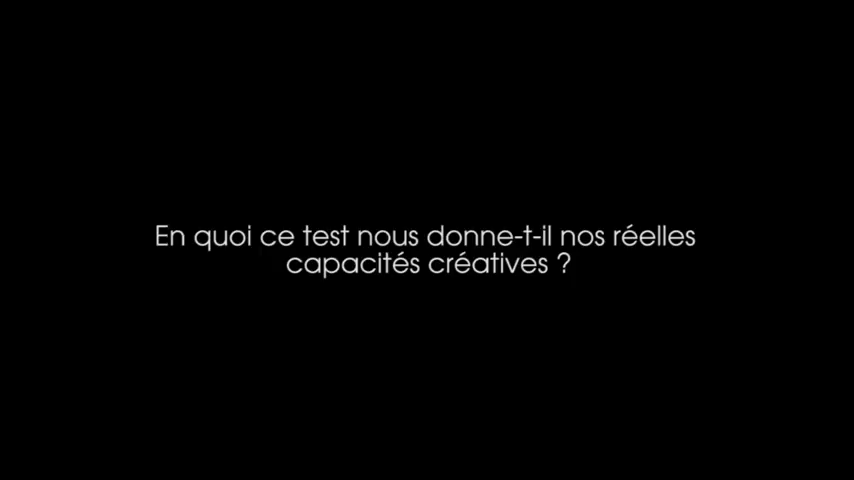 En quoi ce test nous donne-t-il nos réelles
capacités créatives ?